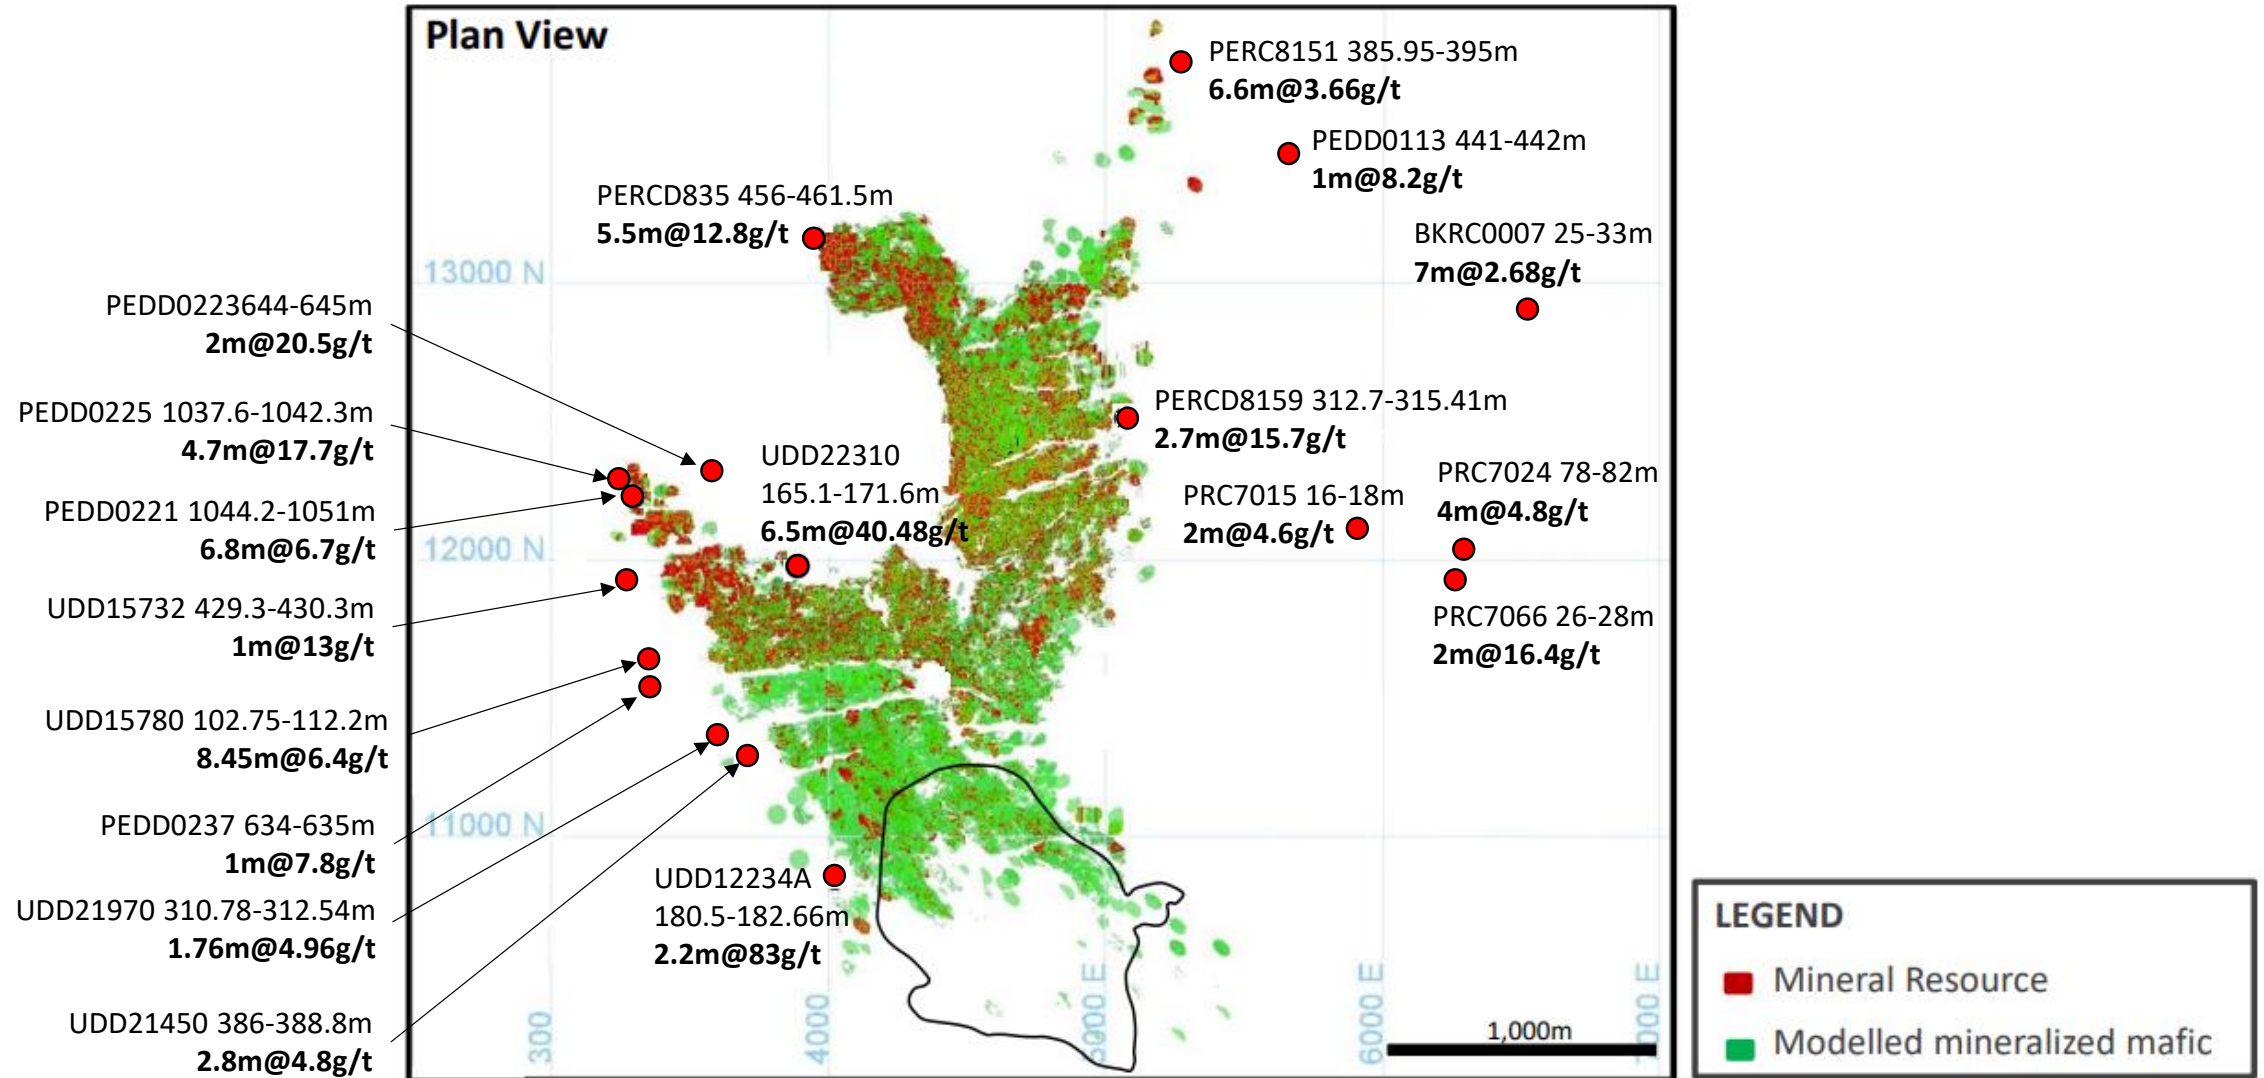 Plan View
PERC8151 385.95-395m
6.6m@3.66g/t
PEDD0113 441-442m
1m@8.2g/t
PERCD835 456-461.5m
5.5m@12.8g/t
BKRC0007 25-33m
7m@2.68g/t
13000 N
PEDD0223644-645m
2m@20.5g/t
PERCD8159 312.7-315.41m
2.7m@15.7g/t
PEDD0225 1037.6-1042.3m
4.7m@17.7g/t
UDD22310
165.1-171.6m
6.5m@40.48g/t
PRC7024 78-82m
4m@4.8g/t
PRC7015 16-18m
2m@4.6g/t
PEDD0221 1044.2-1051m
6.8m@6.7g/t
12000 N
UDD15732 429.3-430.3m
1m@13g/t
PRC7066 26-28m
2m@16.4g/t
UDD15780 102.75-112.2m
8.45m@6.4g/t
PEDD0237 634-635m
1m@7.8g/t
11000 N
UDD12234A
180.5-182.66m
2.2m@83g/t
UDD21970 310.78-312.54m
1.76m@4.96g/t
UDD21450 386-388.8m
2.8m@4.8g/t
300
4000
5000 E
6000 E
7000 E
1,000m
LEGEND
Mineral Resource
Modelled mineralized mafic